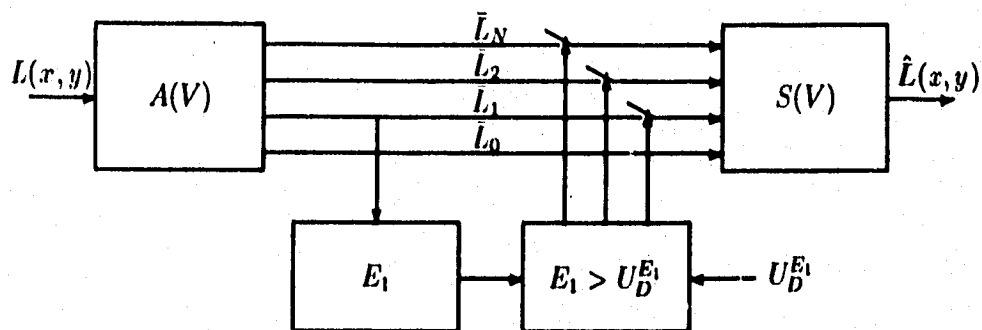 L(x, y)
A(V)
L̄_N
L̄_2
L̄_1
L̄_0
S(V)
L̂(x, y)
E_1
E_1 > U_D^{E_1}
U_D^{E_1}